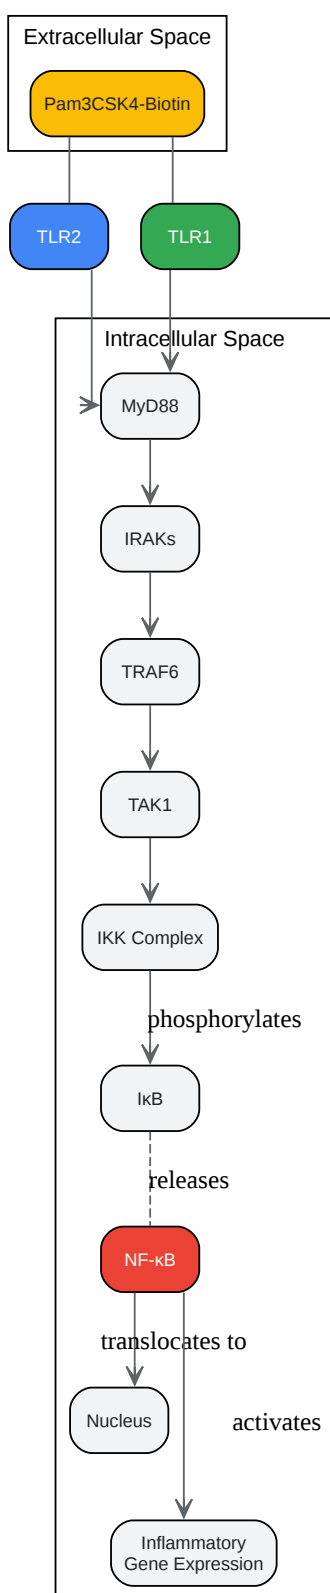 Extracellular Space
Pam3CSK4-Biotin
TLR2
TLR1
Intracellular Space
MyD88
IRAKs
TRAF6
TAK1
IKK Complex
phosphorylates
IκB
releases
NF-κB
translocates to
Nucleus
activates
Inflammatory
Gene Expression